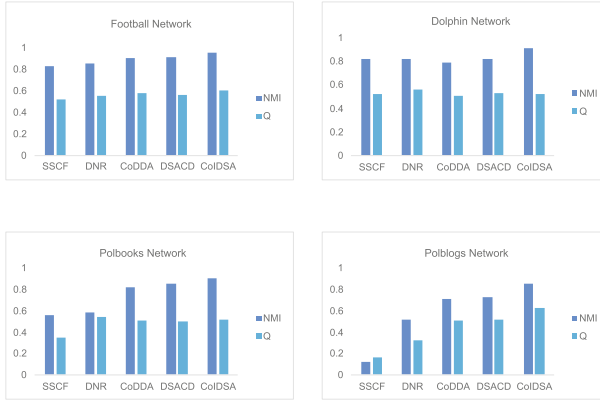 Football Network
1
0.8
0.6
0.4
0.2
0
SSCF DNR CoDDA DSACD CoIDSA
NMI
Q
Dolphin Network
1
0.8
0.6
0.4
0.2
0
SSCF DNR CoDDA DSACD CoIDSA
NMI
Q
Polbooks Network
1
0.8
0.6
0.4
0.2
0
SSCF DNR CoDDA DSACD CoIDSA
NMI
Q
Polblogs Network
1
0.8
0.6
0.4
0.2
0
SSCF DNR CoDDA DSACD CoIDSA
NMI
Q